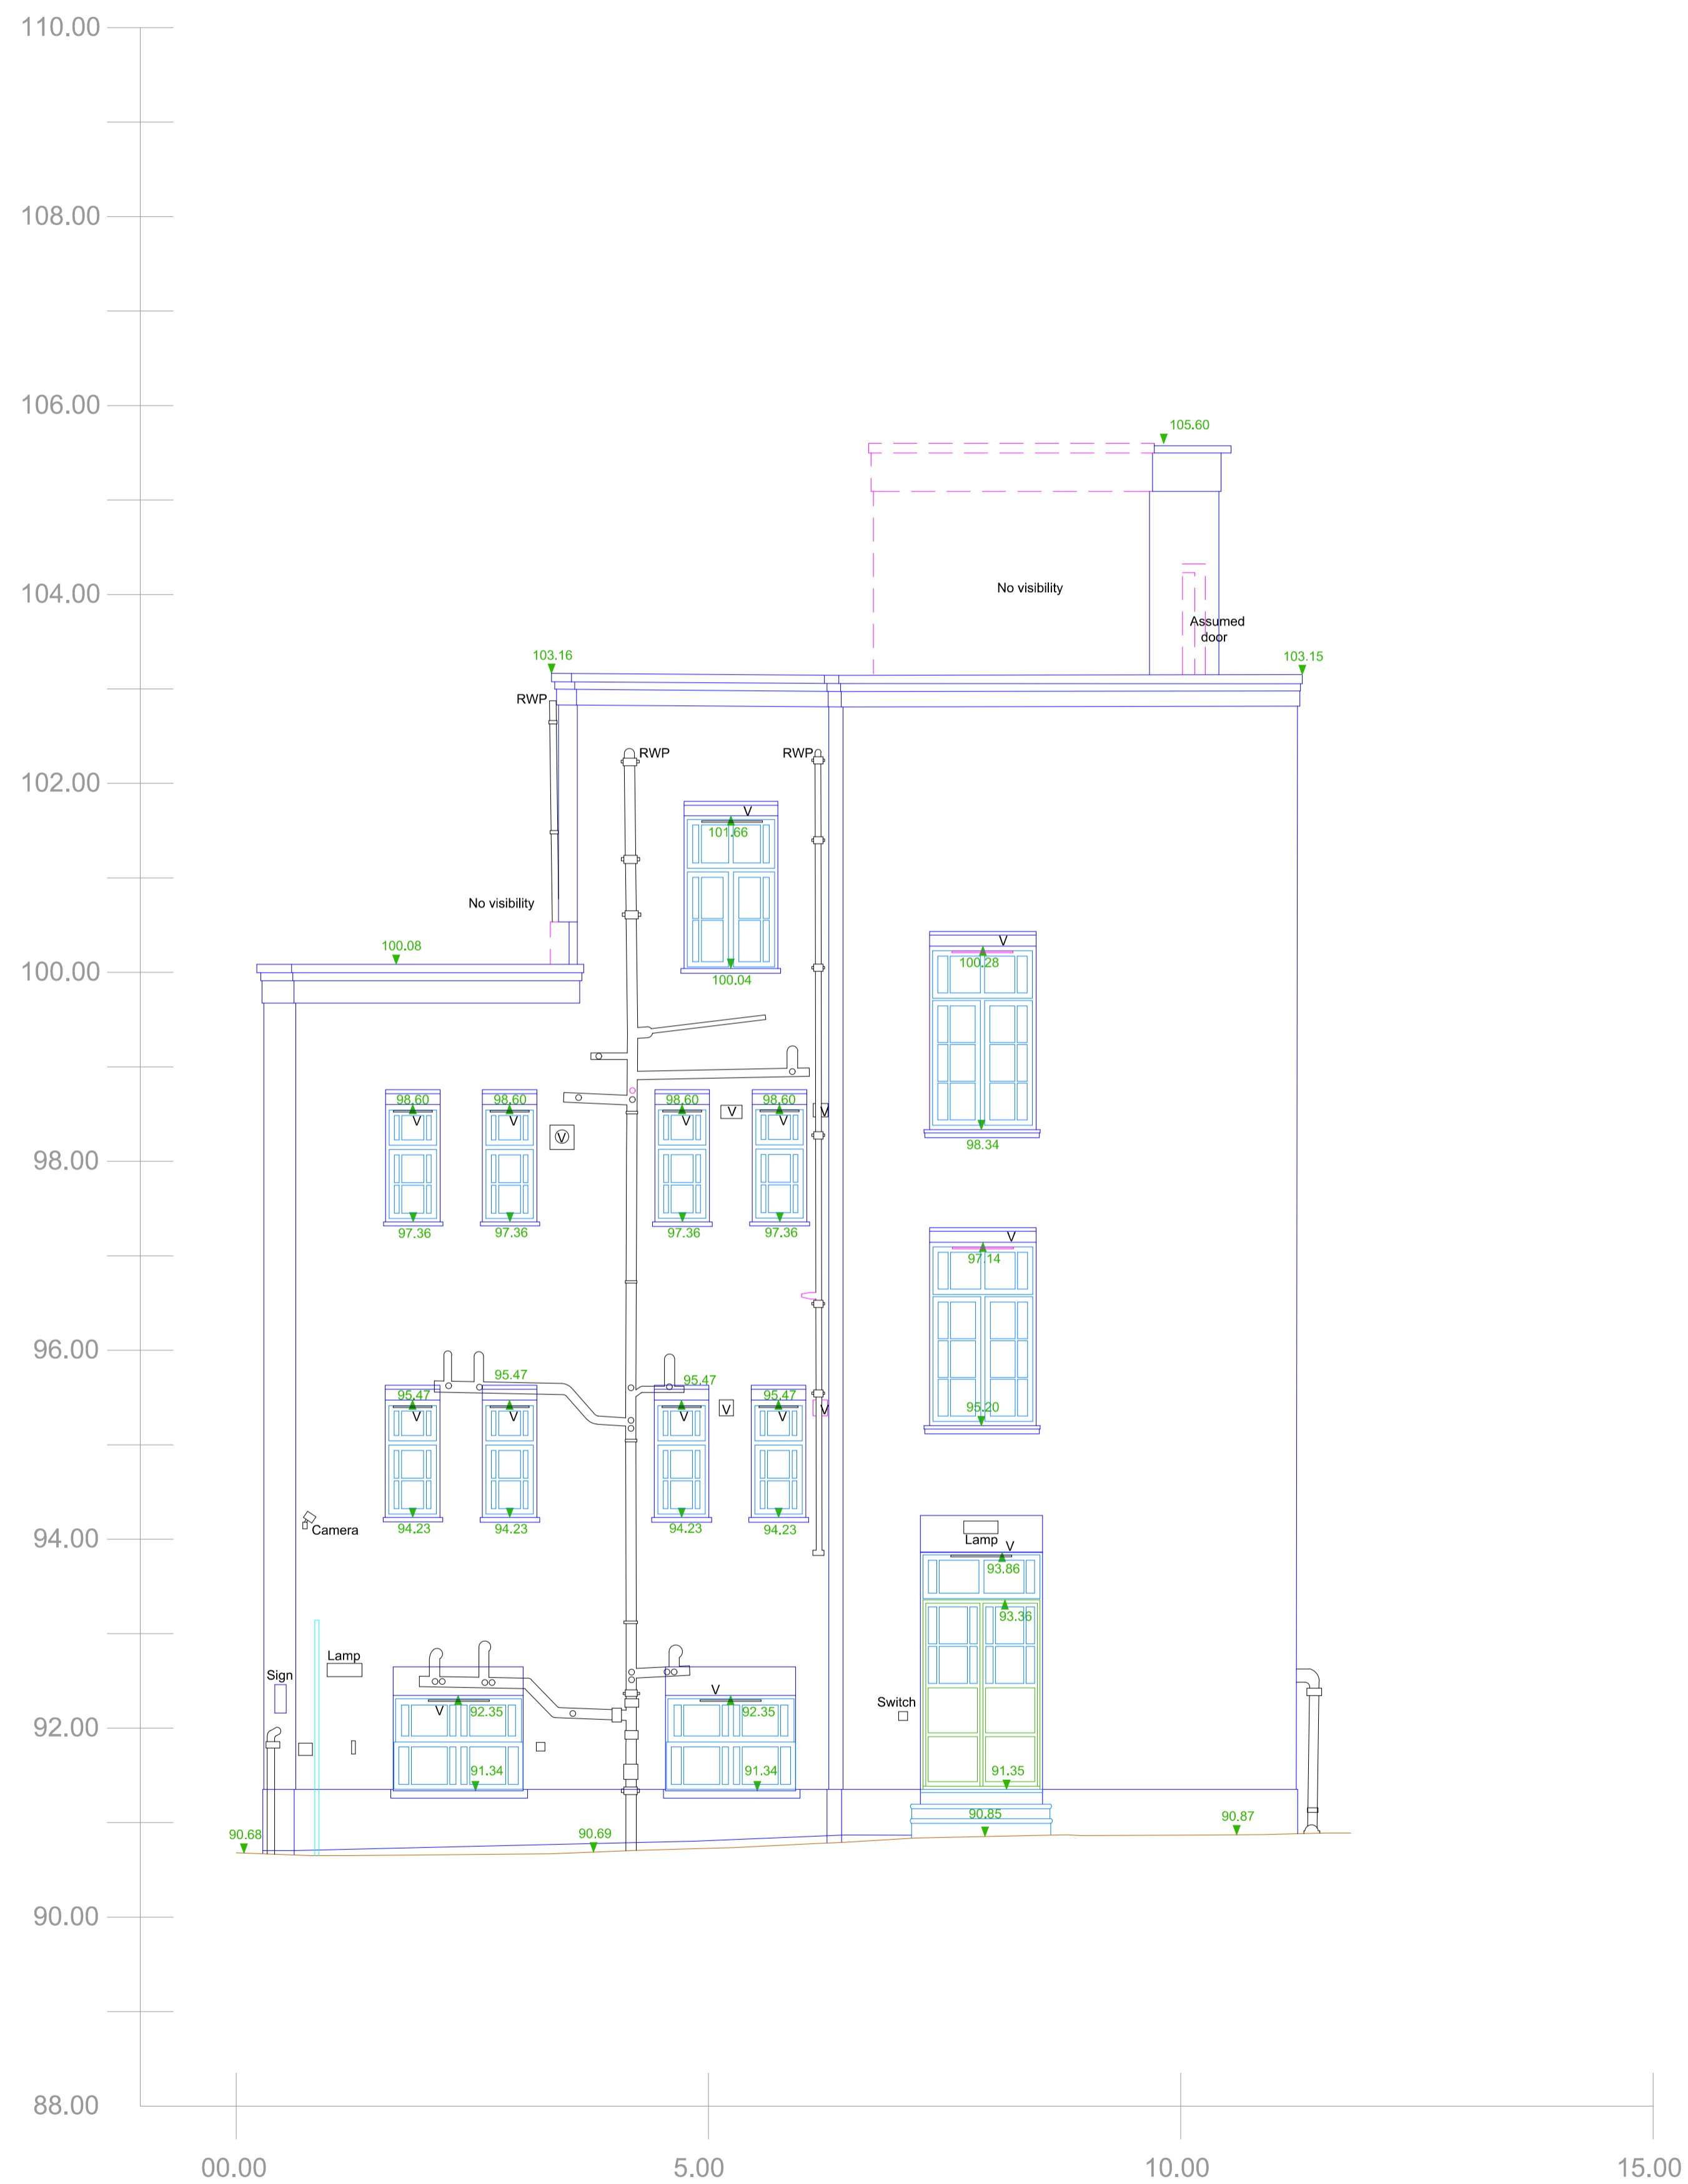 110.00
108.00
106.00
105.60
104.00
No visibility
Assumed
door
103.16
103.15
RWP
RWP
RWP
102.00
V
101.66
No visibility
100.08
100.00
100.04
V
100.28
98.60
98.60
98.60
98.60
V
V
V
V
V
V
V
98.34
98.00
97.36
97.36
97.36
97.36
V
97.14
96.00
95.47
95.47
95.47
95.47
V
V
V
V
V
V
95.20
94.23
94.23
94.23
94.23
Camera
94.00
Lamp
V
93.86
93.36
Lamp
Sign
V
V
92.35
92.35
Switch
92.00
91.34
91.34
91.35
90.68
90.69
90.85
90.87
90.00
88.00
00.00
5.00
10.00
15.00